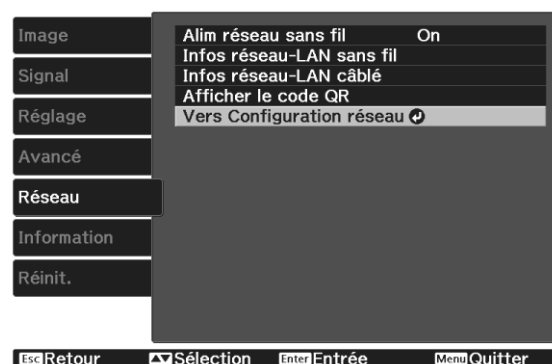 Image
Signal
Réglage
Avancé
Réseau
Information
Réinit.
Alim réseau sans fil On
Infos réseau-LAN sans fil
Infos réseau-LAN câblé
Afficher le code QR
Vers Configuration réseau
Esc Retour Sélection Enter Entrée Menu Quitter